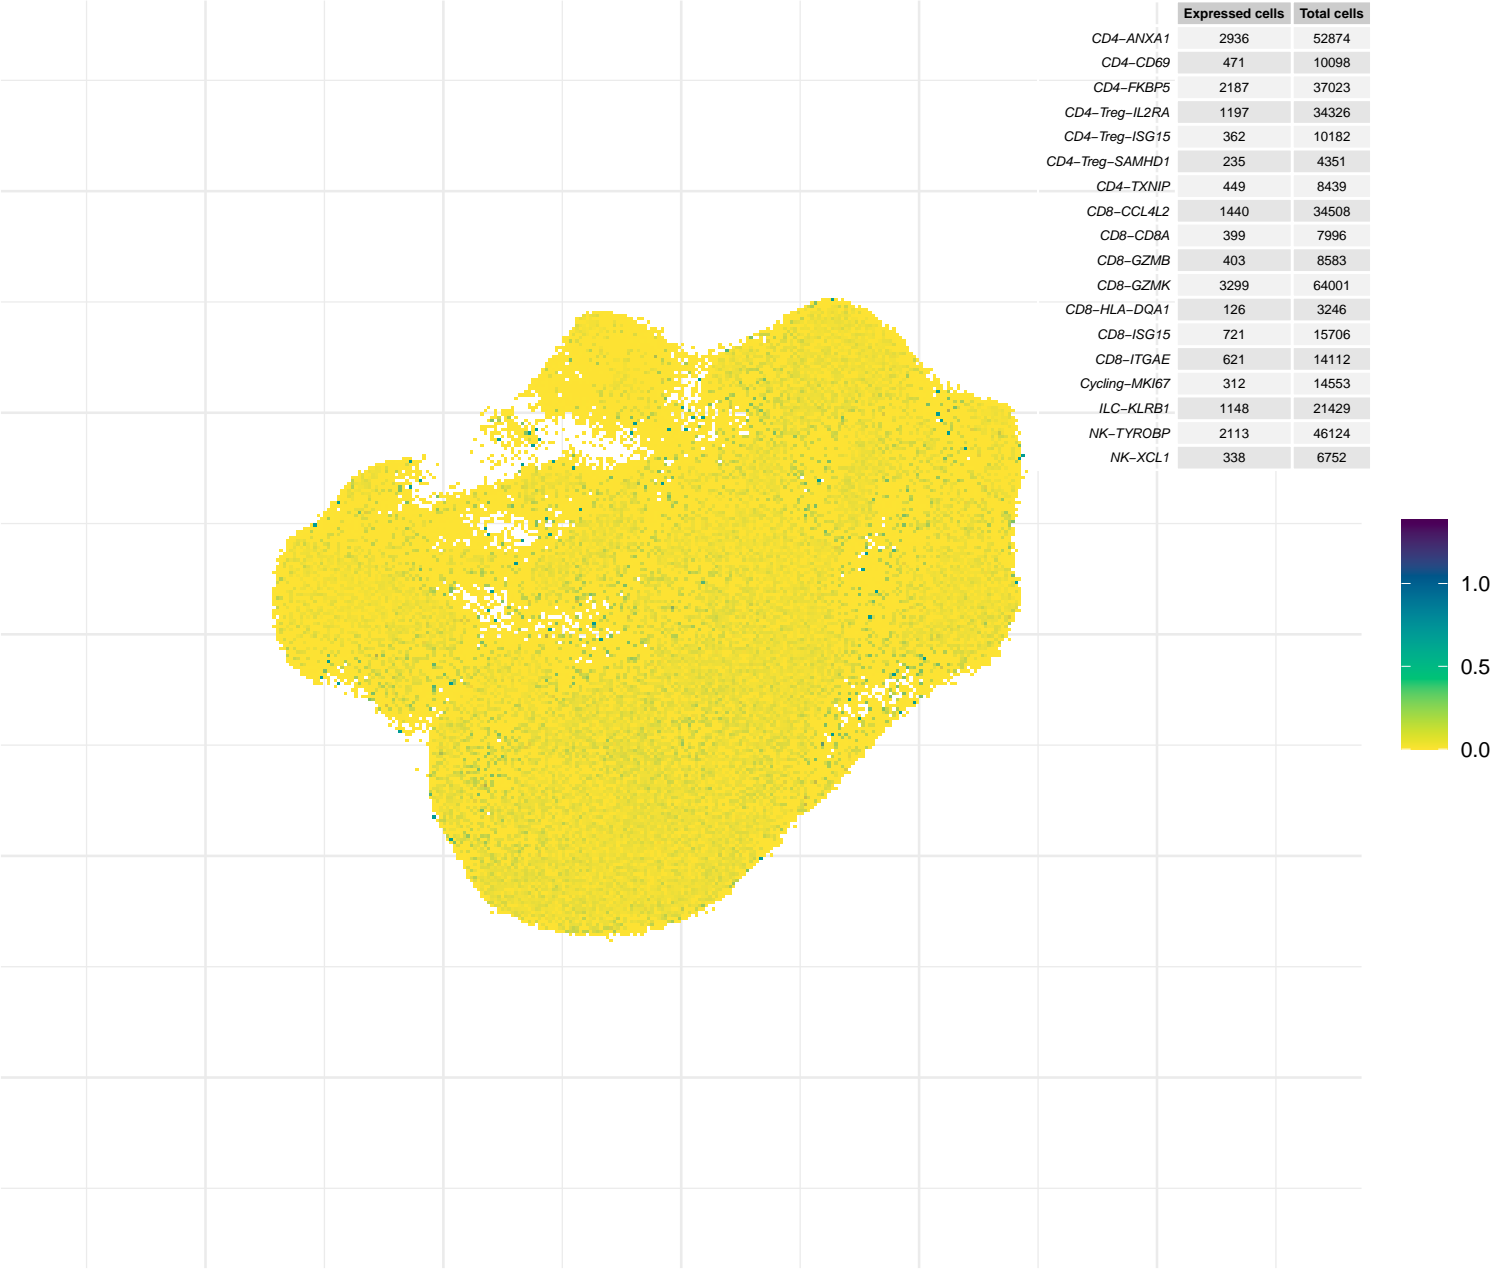 Expressed cells Total cells
CD4−ANXA1 2936 52874
CD4−CD69 471 10098
CD4−FKBP5 2187 37023
CD4−Treg−IL2RA 1197 34326
CD4−Treg−ISG15 362 10182
CD4−Treg−SAMHD1 235 4351
CD4−TXNIP 449 8439
CD8−CCL4L2 1440 34508
CD8−CD8A 399 7996
CD8−GZMB 403 8583
CD8−GZMK 3299 64001
CD8−HLA−DQA1 126 3246
CD8−ISG15 721 15706
CD8−ITGAE 621 14112
Cycling−MKI67 312 14553
ILC−KLRB1 1148 21429
NK−TYROBP 2113 46124
NK−XCL1 338 6752
1.0
0.5
0.0